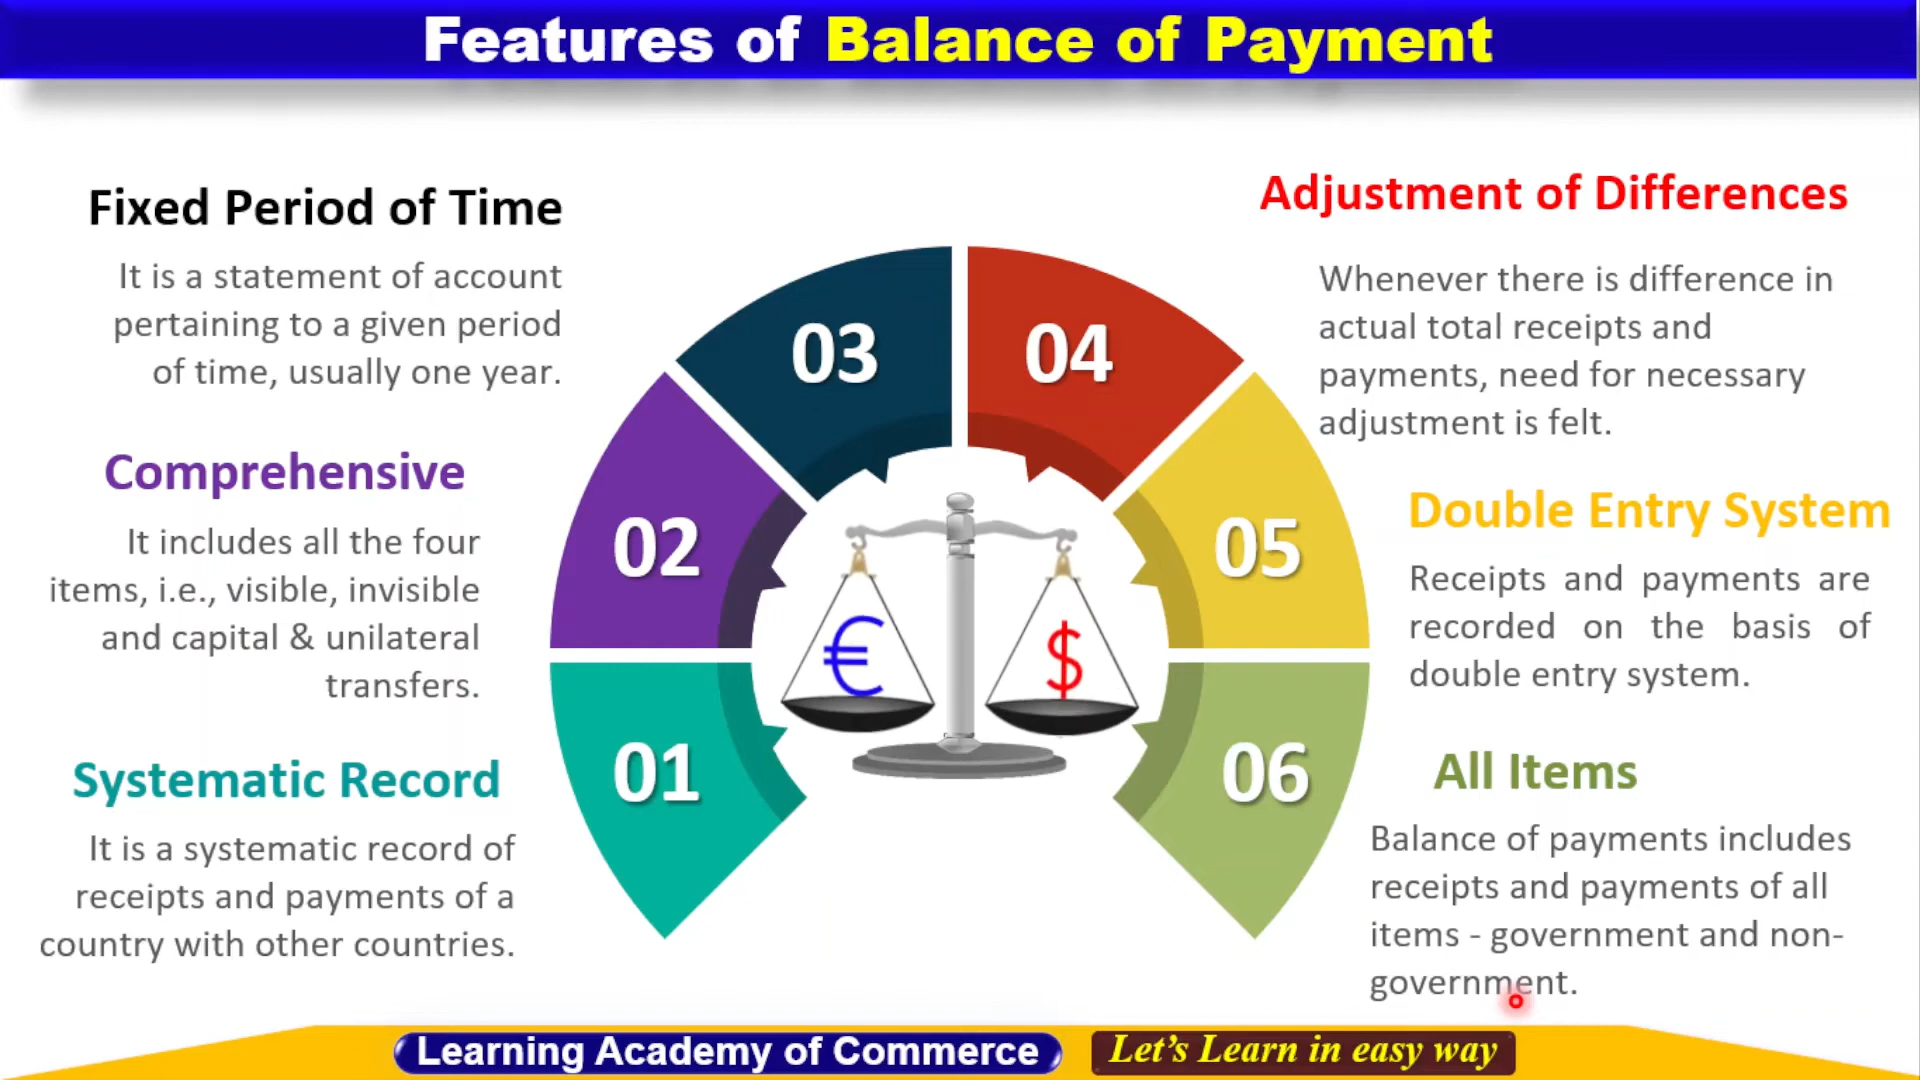 Features of Balance of Payment
Fixed Period of Time
It is a statement of account
pertaining to a given period
of time, usually one year.
Comprehensive
It includes all the four
items, i.e., visible, invisible
and capital & unilateral
transfers.
Systematic Record
It is a systematic record of
receipts and payments of a
country with other countries.
03
04
02
05
01
06
€
$
Adjustment of Differences
Whenever there is difference in
actual total receipts and
payments, need for necessary
adjustment is felt.
Double Entry System
Receipts and payments are
recorded on the basis of
double entry system.
All Items
Balance of payments includes
receipts and payments of all
items - government and non-
government.
Learning Academy of Commerce
Let's Learn in easy way